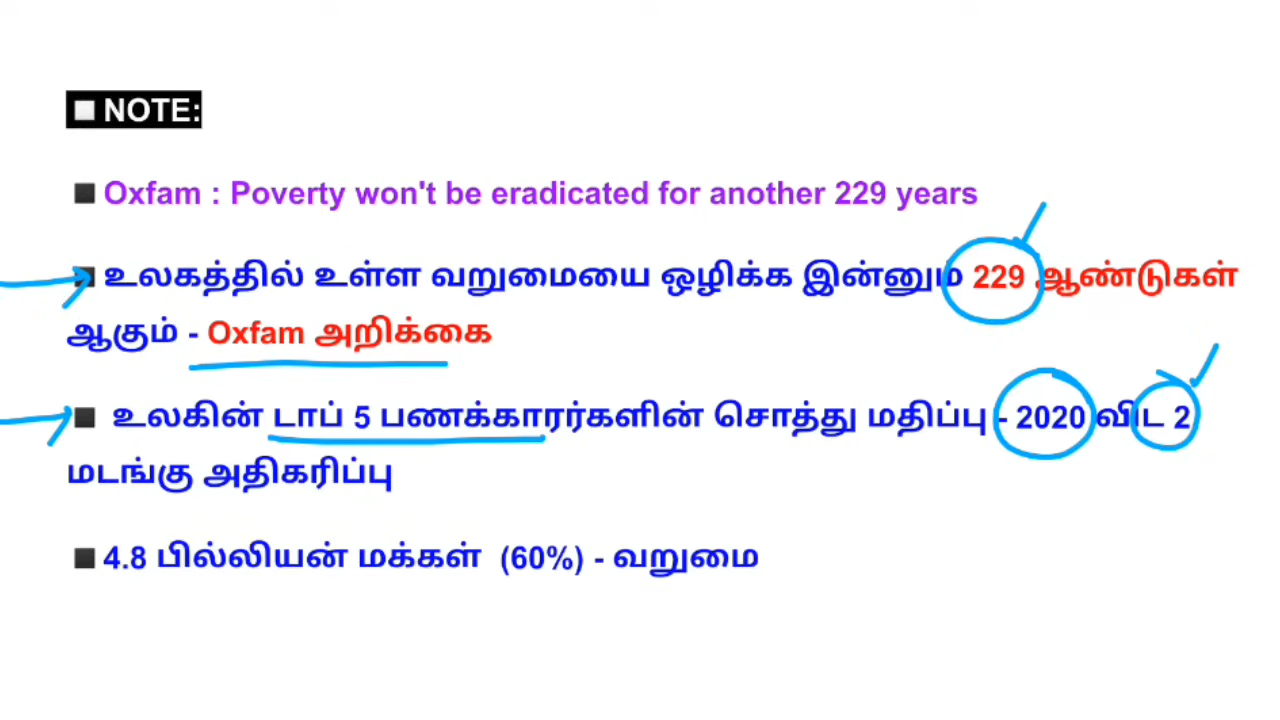 NOTE:
Oxfam : Poverty won't be eradicated for another 229 years
உலகத்தில் உள்ள வறுமையை ஒழிக்க இன்னும் 229 ஆண்டுகள்
ஆகும் - Oxfam அறிக்கை
உலகின் டாப் 5 பணக்காரர்களின் சொத்து மதிப்பு - 2020 விட 2
மடங்கு அதிகரிப்பு
4.8 பில்லியன் மக்கள் (60%) - வறுமை